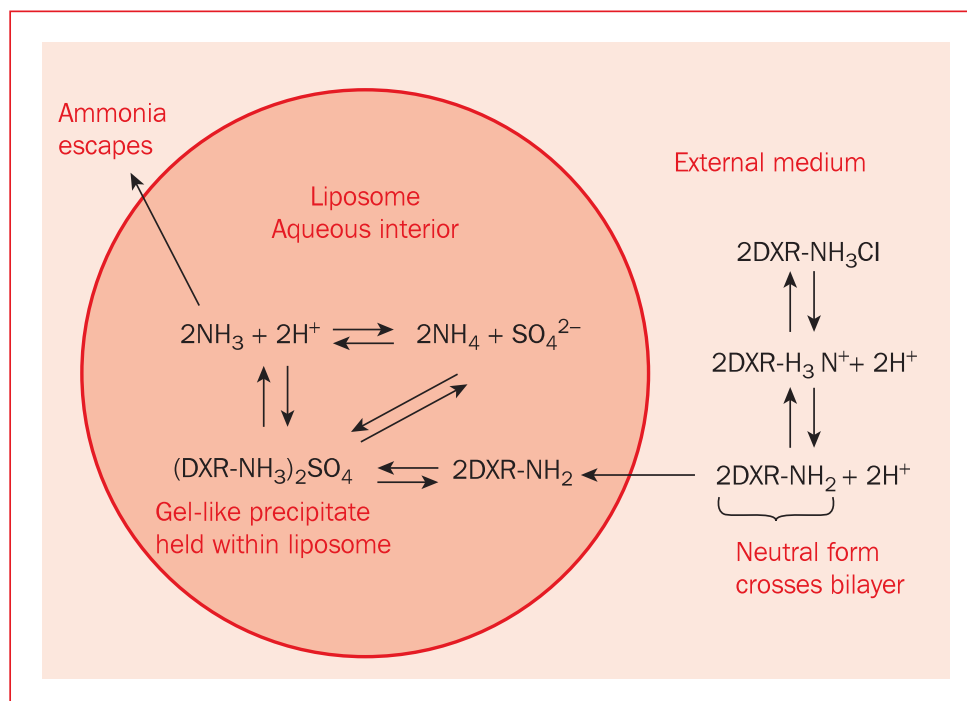 Ammonia
escapes
Liposome
Aqueous interior
External medium
2DXR-NH₃Cl
2NH₃ + 2H⁺
2NH₄ + SO₄²⁻
2DXR-H₃ N⁺+ 2H⁺
(DXR-NH₃)₂SO₄
2DXR-NH₂
2DXR-NH₂ + 2H⁺
Gel-like precipitate
held within liposome
Neutral form
crosses bilayer